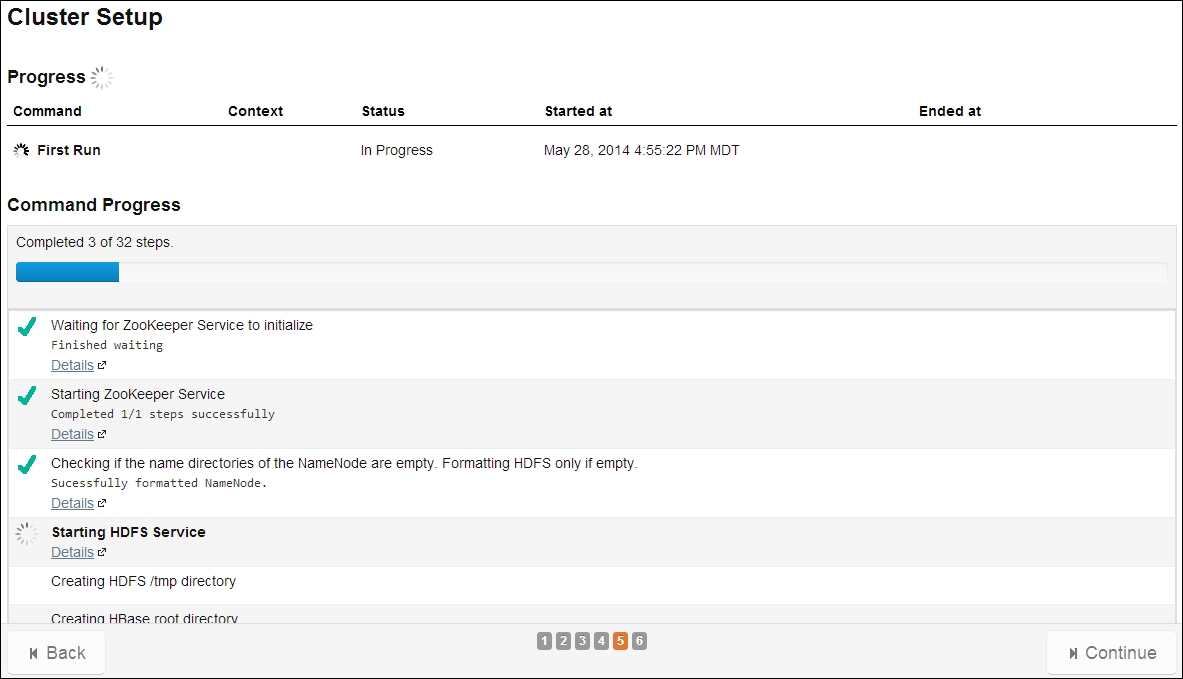 Cluster Setup
Progress
Command Context Status Started at Ended at
First Run In Progress May 28, 2014 4:55:22 PM MDT
Command Progress
Completed 3 of 32 steps.
Waiting for ZooKeeper Service to initialize
Finished waiting
Details
Starting ZooKeeper Service
Completed 1/1 steps successfully
Details
Checking if the name directories of the NameNode are empty. Formatting HDFS only if empty.
Sucessfully formatted NameNode.
Details
Starting HDFS Service
Details
Creating HDFS /tmp directory
Creating HBase root directory
Back 1 2 3 4 5 6 Continue